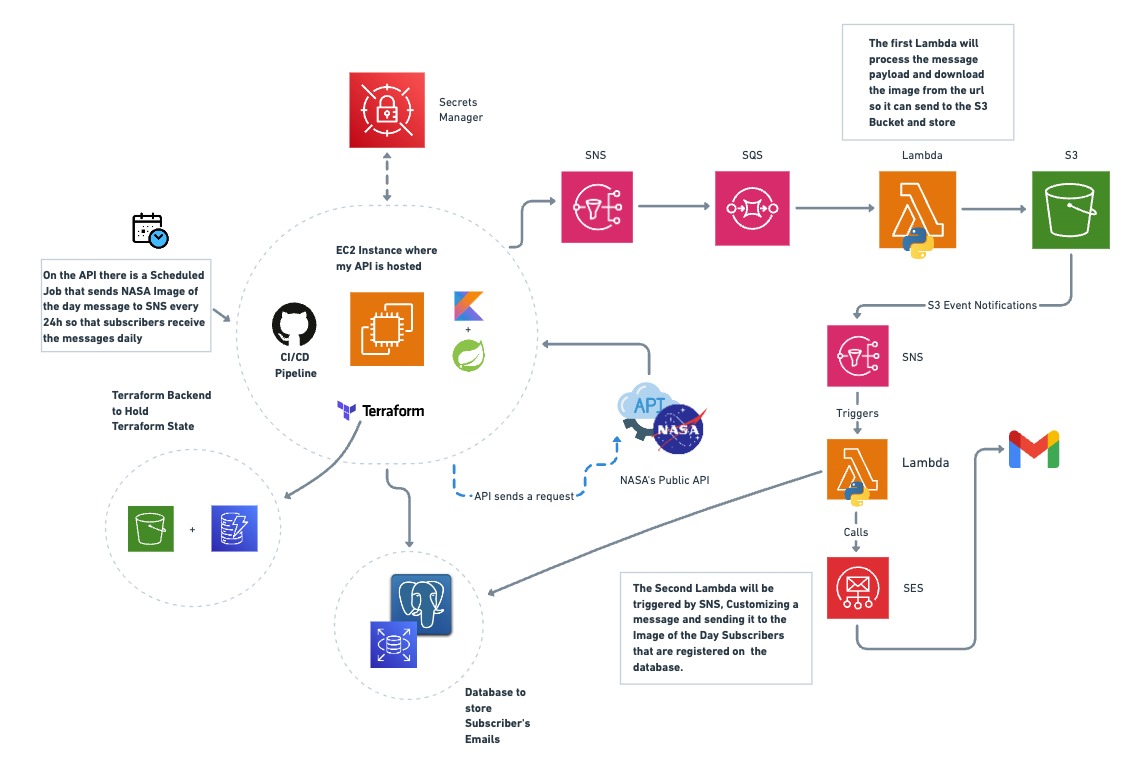 The first Lambda will
process the message
payload and download
the image from the url
so it can send to the S3
Bucket and store
Secrets
Manager
SNS
SQS
Lambda
S3
On the API there is a Scheduled
Job that sends NASA Image of
the day message to SNS every
24h so that subscribers receive
the messages daily
EC2 Instance where
my API is hosted
CI/CD
Pipeline
+
Terraform
S3 Event Notifications
SNS
Triggers
API
NASA
NASA's Public API
API sends a request
Terraform Backend
to Hold
Terraform State
+
Lambda
Calls
SES
The Second Lambda will be
triggered by SNS, Customizing a
message and sending it to the
Image of the Day Subscribers
that are registered on the
database.
Database to
store
Subscriber's
Emails